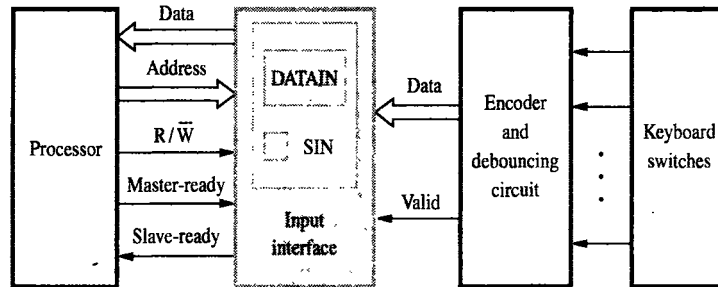 Data
Address
R/W̅
Master-ready
Slave-ready
Processor
DATAIN
SIN
Input
interface
Data
Valid
Encoder
and
debouncing
circuit
Keyboard
switches